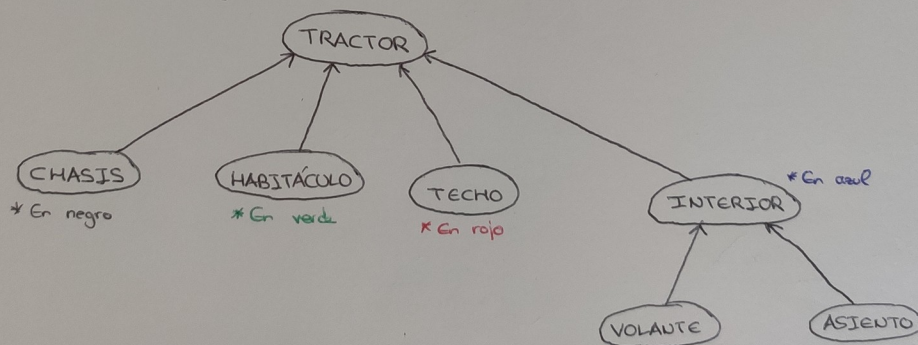 TRACTOR
CHASIS
* En negro
HABITÁCULO
* En verde
TECHO
* En rojo
INTERIOR
* En azul
VOLANTE
ASIENTO